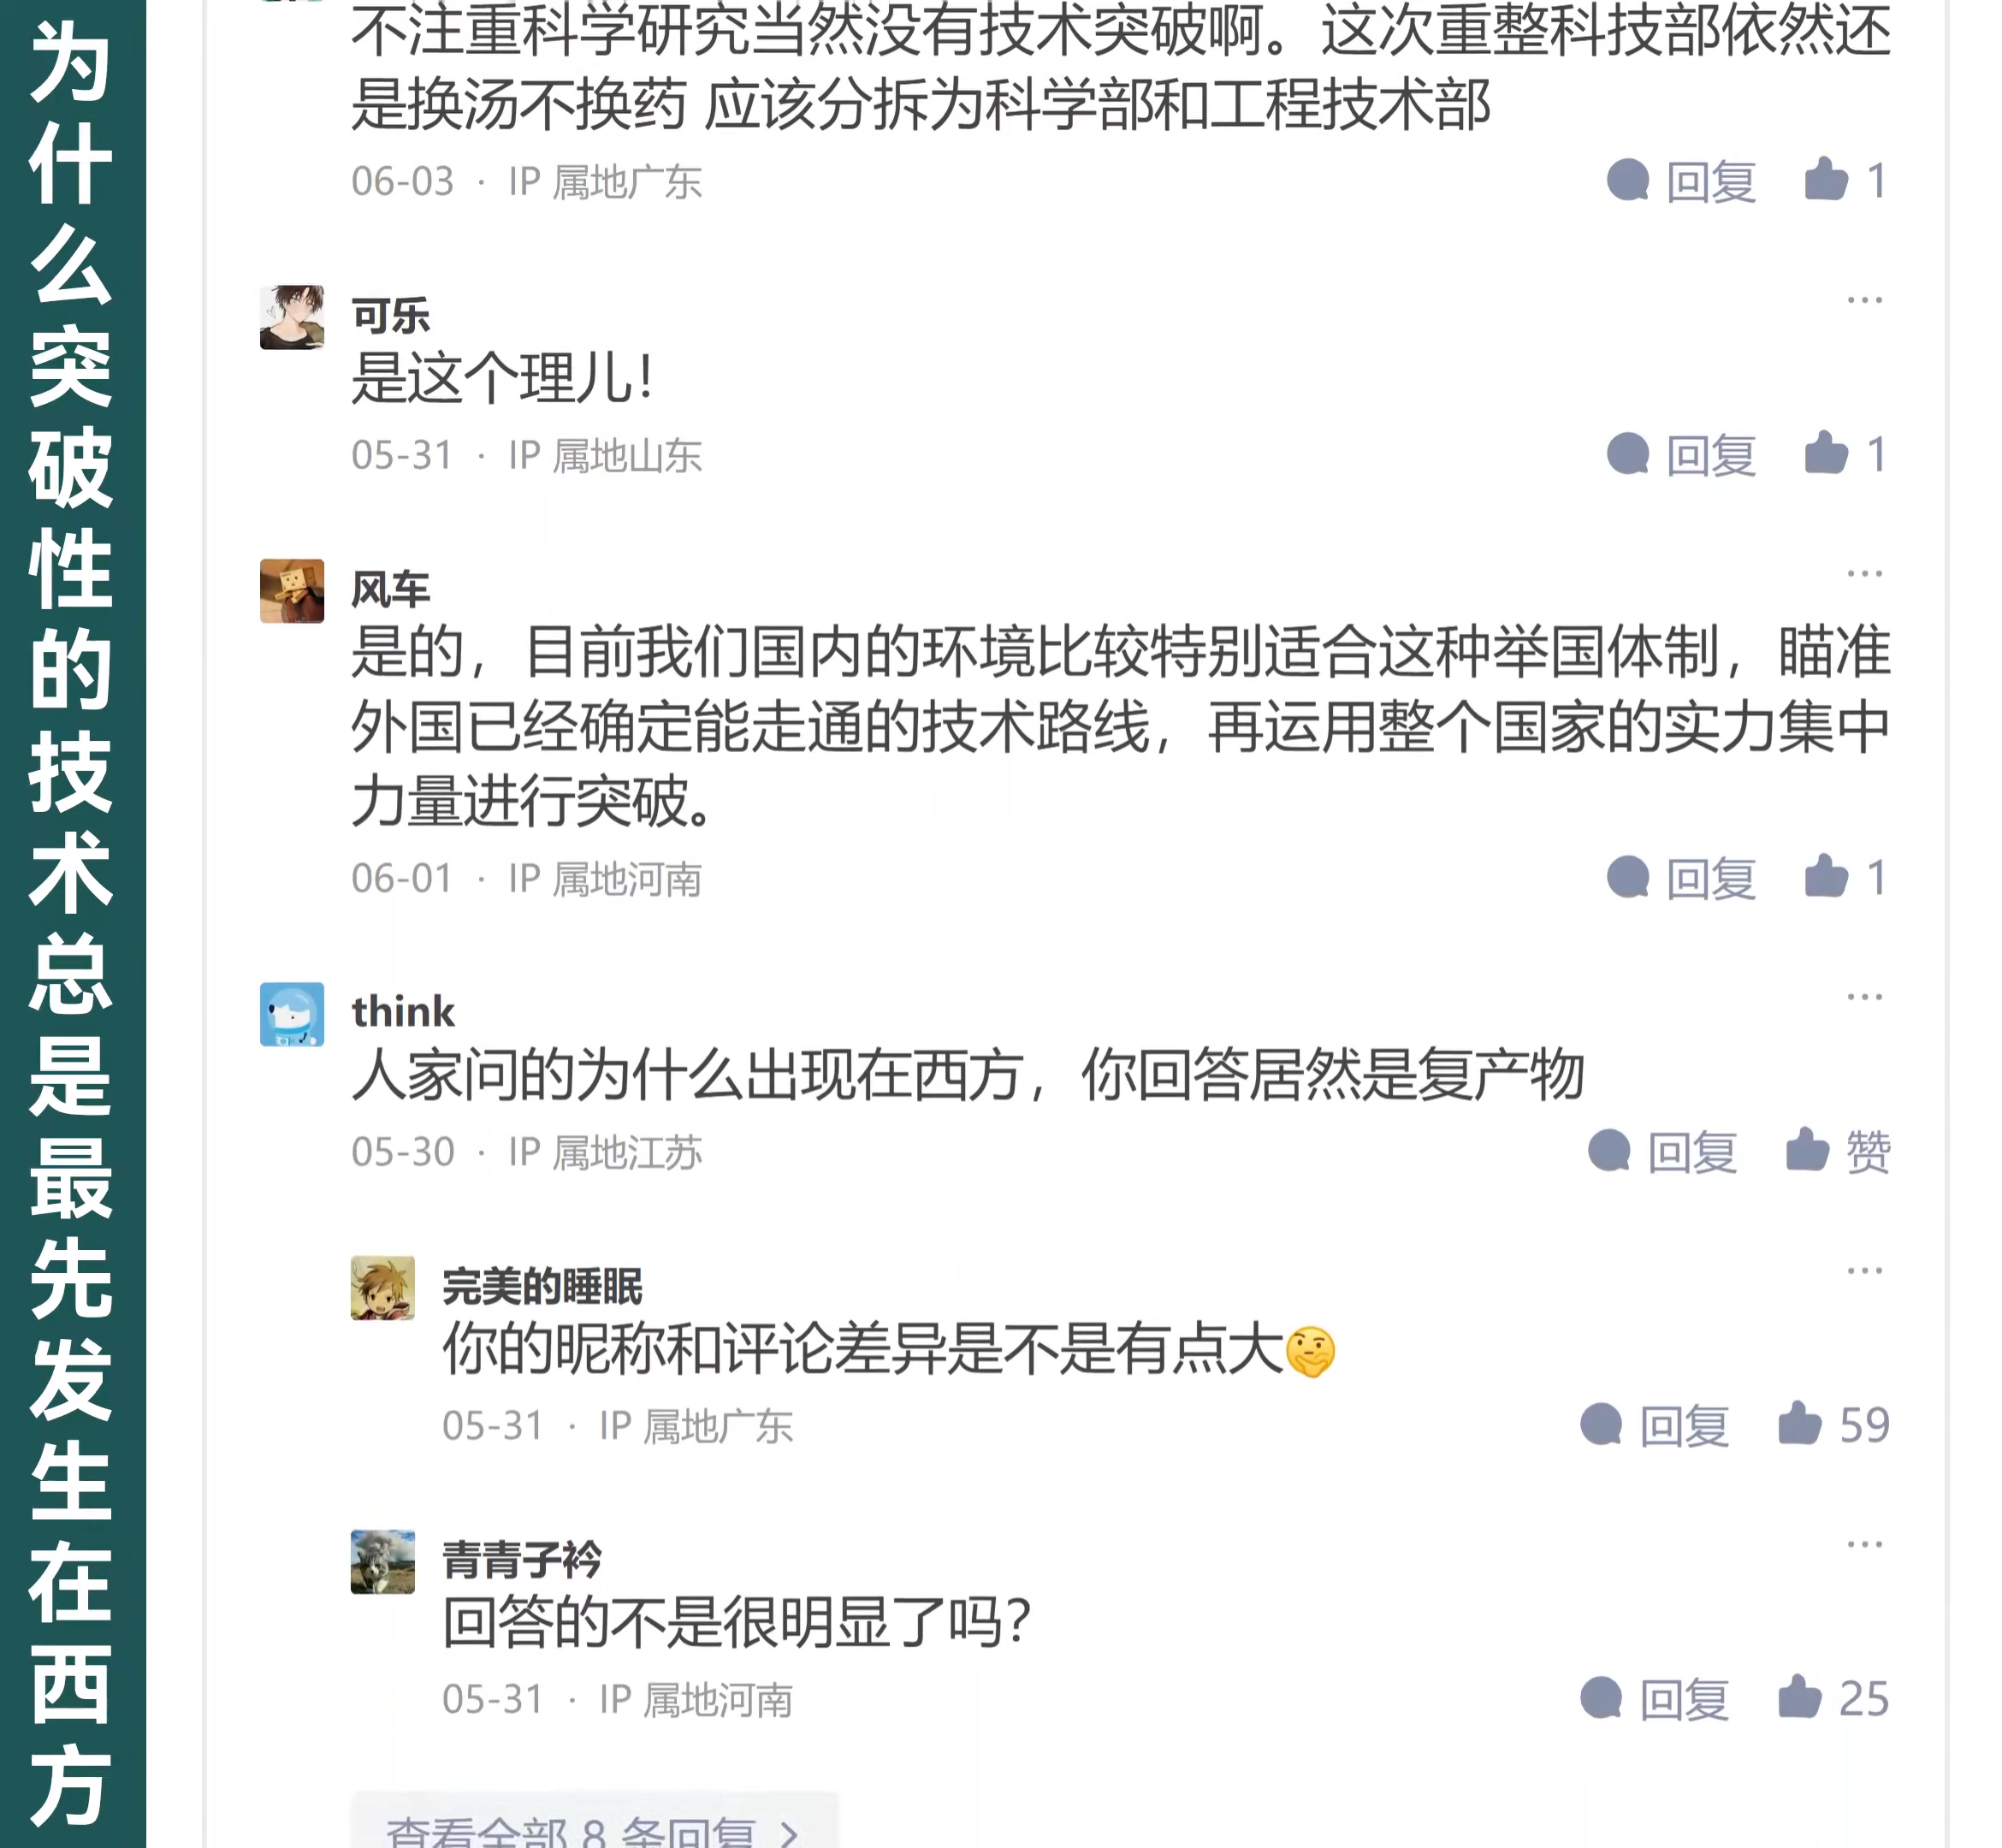 为什么突破性的技术总是最先发生在西方
不注重科学研究当然没有技术突破啊。这次重整科技部依然还
是换汤不换药 应该分拆为科学部和工程技术部
06-03 · IP 属地广东
回复 1
可乐
是这个理儿！
05-31 · IP 属地山东
回复 1
风车
是的，目前我们国内的环境比较特别适合这种举国体制，瞄准
外国已经确定能走通的技术路线，再运用整个国家的实力集中
力量进行突破。
06-01 · IP 属地河南
回复 1
think
人家问的为什么出现在西方，你回答居然是复产物
05-30 · IP 属地江苏
回复 赞
完美的睡眠
你的昵称和评论差异是不是有点大🤔
05-31 · IP 属地广东
回复 59
青青子衿
回答的不是很明显了吗？
05-31 · IP 属地河南
回复 25
查看全部 8 条回复 >